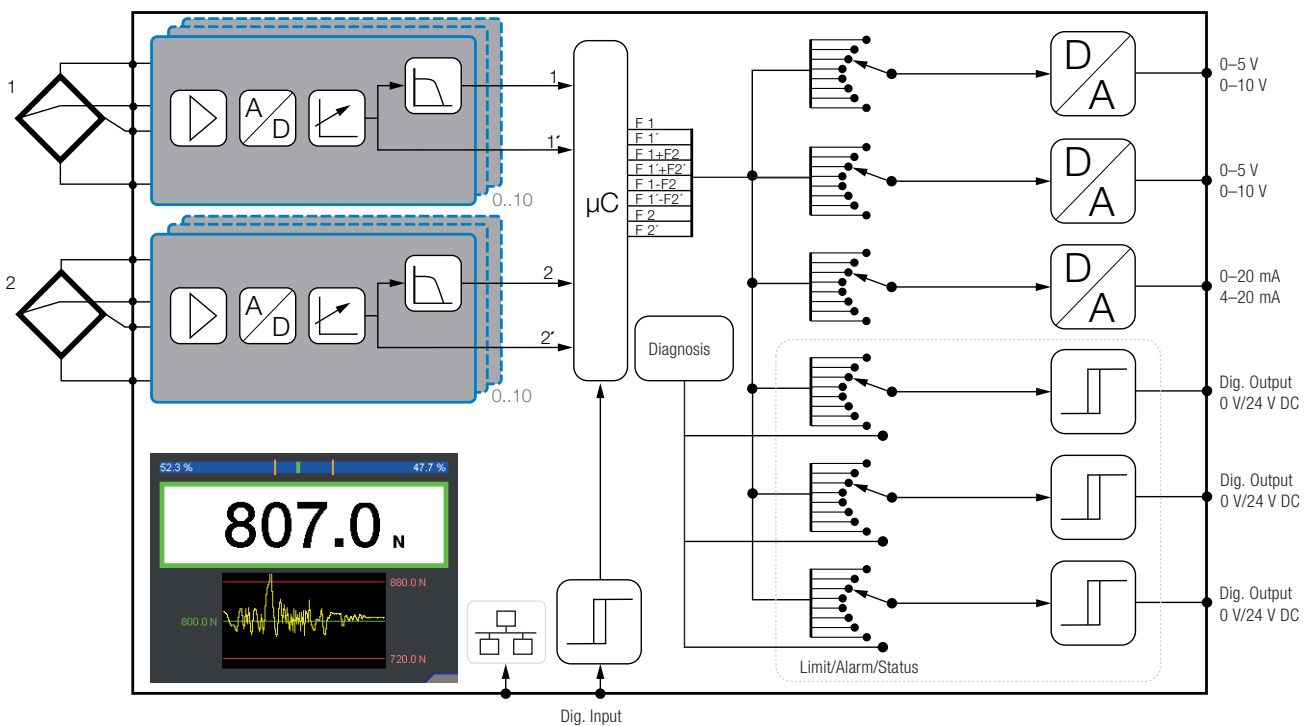 1
A
D
1
1´
0..10
2
A
D
2
2´
0..10
µC
F 1
F 1´
F 1+F2
F 1´+F2´
F 1-F2
F 1´-F2´
F 2
F 2´
Diagnosis
D
A
0–5 V
0–10 V
D
A
0–5 V
0–10 V
D
A
0–20 mA
4–20 mA
Dig. Output
0 V/24 V DC
Dig. Output
0 V/24 V DC
Dig. Output
0 V/24 V DC
Limit/Alarm/Status
52.3 %
47.7 %
807.0 N
880.0 N
800.0 N
720.0 N
Dig. Input